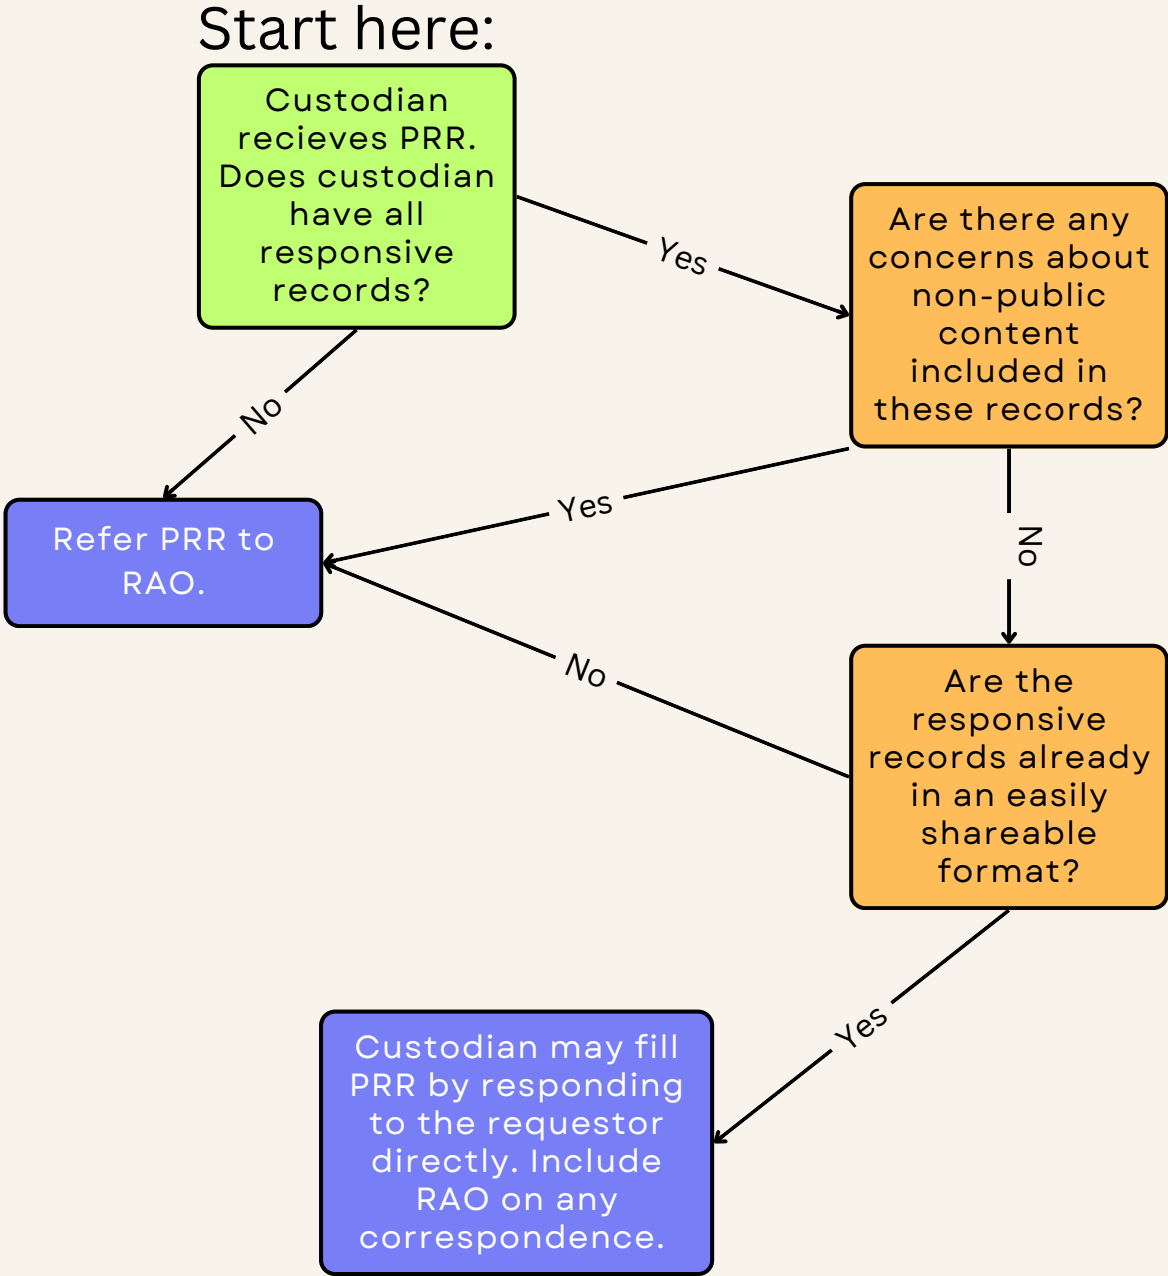 Start here:
Custodian
recieves PRR.
Does custodian
have all
responsive
records?
Yes
Are there any
concerns about
non-public
content
included in
these records?
No
Refer PRR to
RAO.
Yes
No
No
Are the
responsive
records already
in an easily
shareable
format?
Yes
Custodian may fill
PRR by responding
to the requestor
directly. Include
RAO on any
correspondence.